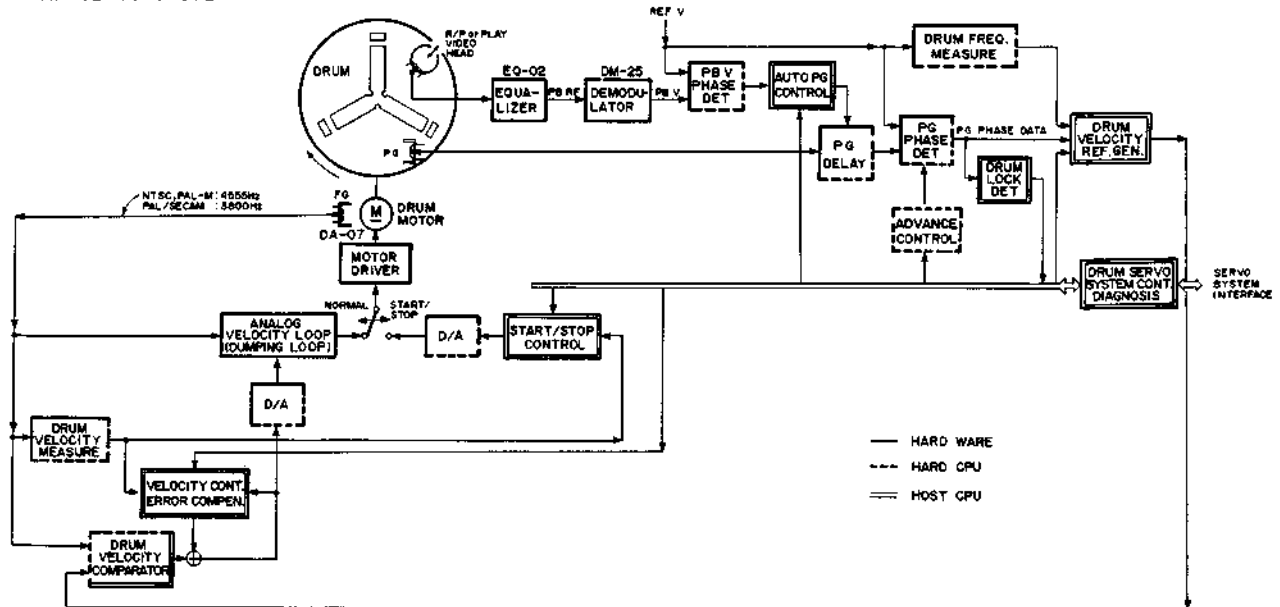 REF V
R/P or PLAY
VIDEO
HEAD
DRUM
EQ-02
EQUA-
LIZER
PB RF
DM-25
DEMODU-
LATOR
PB V
PB V
PHASE
DET
AUTO PG
CONTROL
DRUM FREQ.
MEASURE
PG
PG
DELAY
PG
PHASE
DET
PG PHASE DATA
DRUM
VELOCITY
REF. GEN.
DRUM
LOCK
DET
NTSC, PAL-M : 4555Hz
PAL/SECAM : 3800Hz
FG
M
DRUM
MOTOR
DA-07
MOTOR
DRIVER
ADVANCE
CONTROL
DRUM SERVO
SYSTEM CONT.
DIAGNOSIS
SERVO
SYSTEM
INTERFACE
NORMAL
START/
STOP
ANALOG
VELOCITY LOOP
(DUMPING LOOP)
D/A
START/STOP
CONTROL
D/A
DRUM
VELOCITY
MEASURE
VELOCITY CONT.
ERROR COMPEN.
DRUM
VELOCITY
COMPARATOR
HARD WARE
HARD CPU
HOST CPU